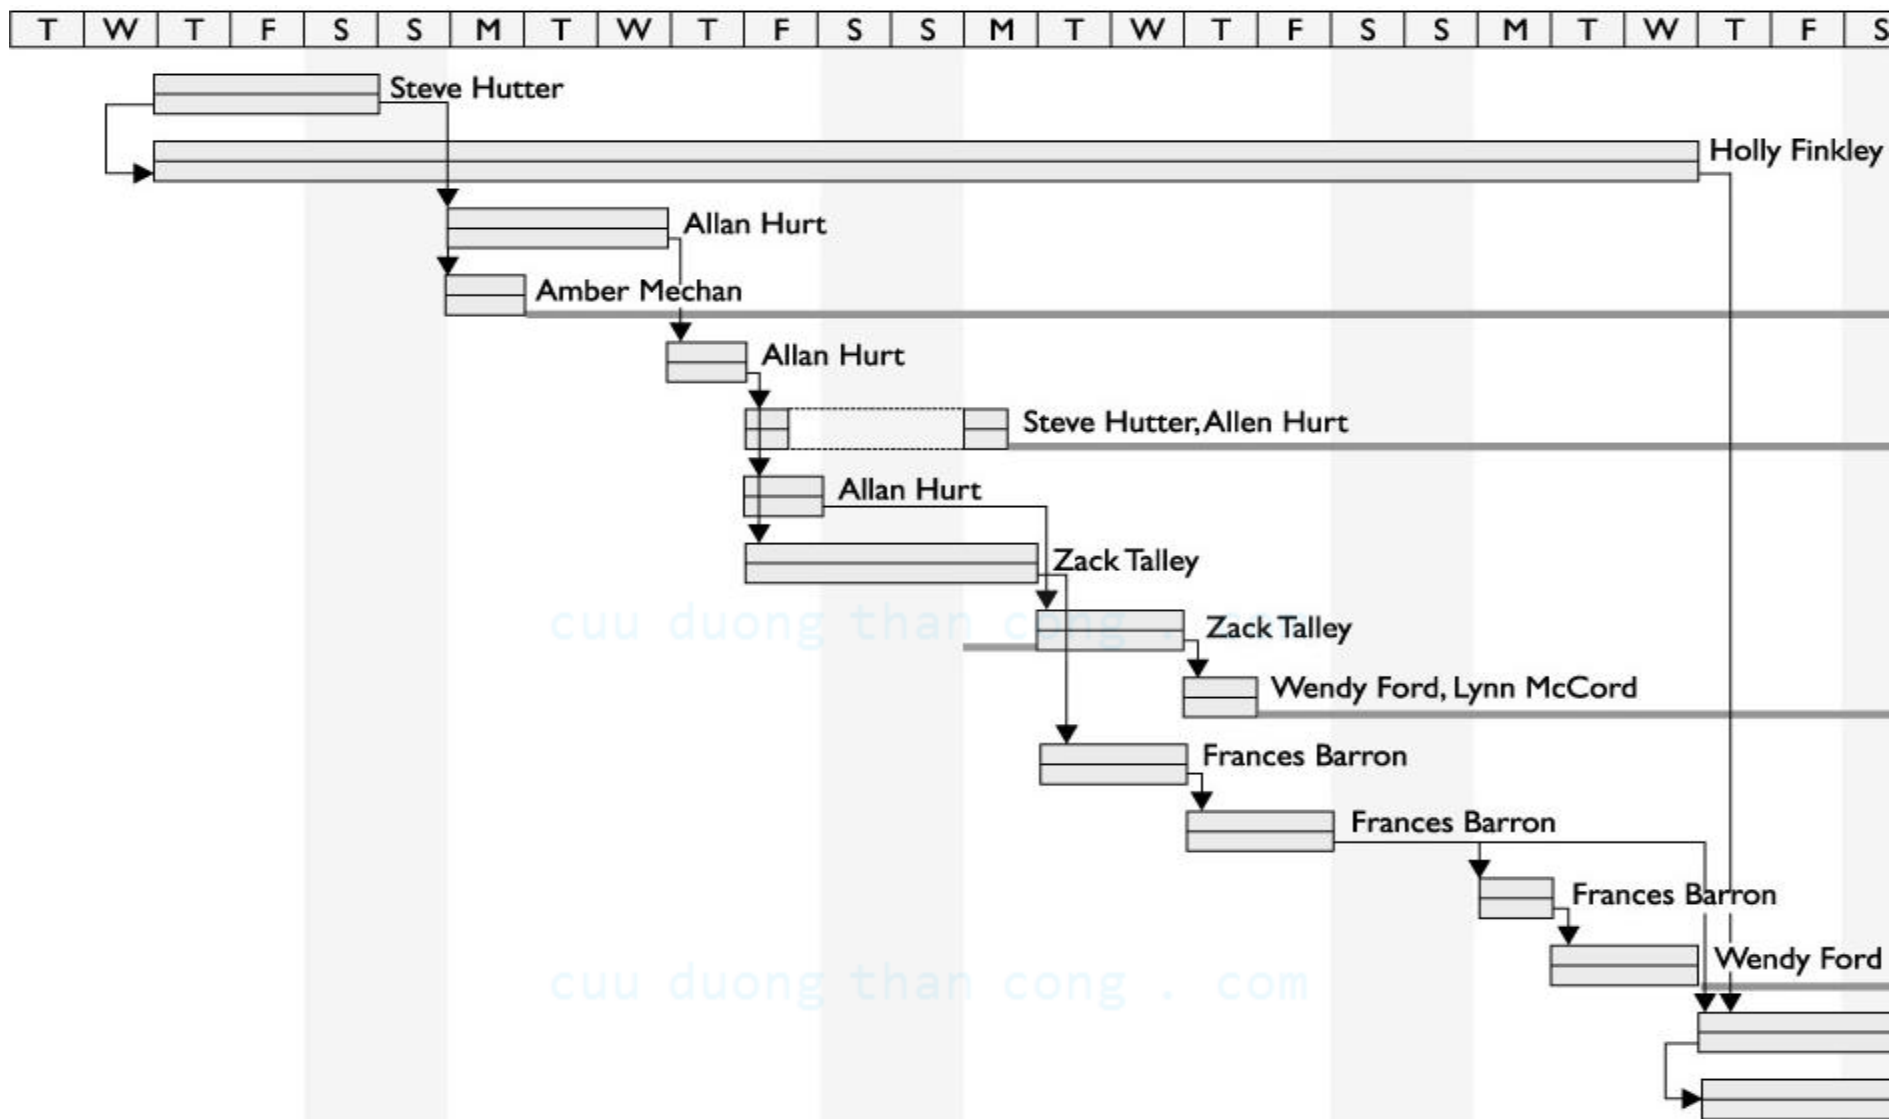 T W T F S S M T W T F S S M T W T F S S M T W T F S
Steve Hutter
Holly Finkley
Allan Hurt
Amber Mechan
Allan Hurt
Steve Hutter, Allen Hurt
Allan Hurt
Zack Talley
cuu duong than cong . com
Zack Talley
Wendy Ford, Lynn McCord
Frances Barron
Frances Barron
Frances Barron
Wendy Ford
cuu duong than cong . com